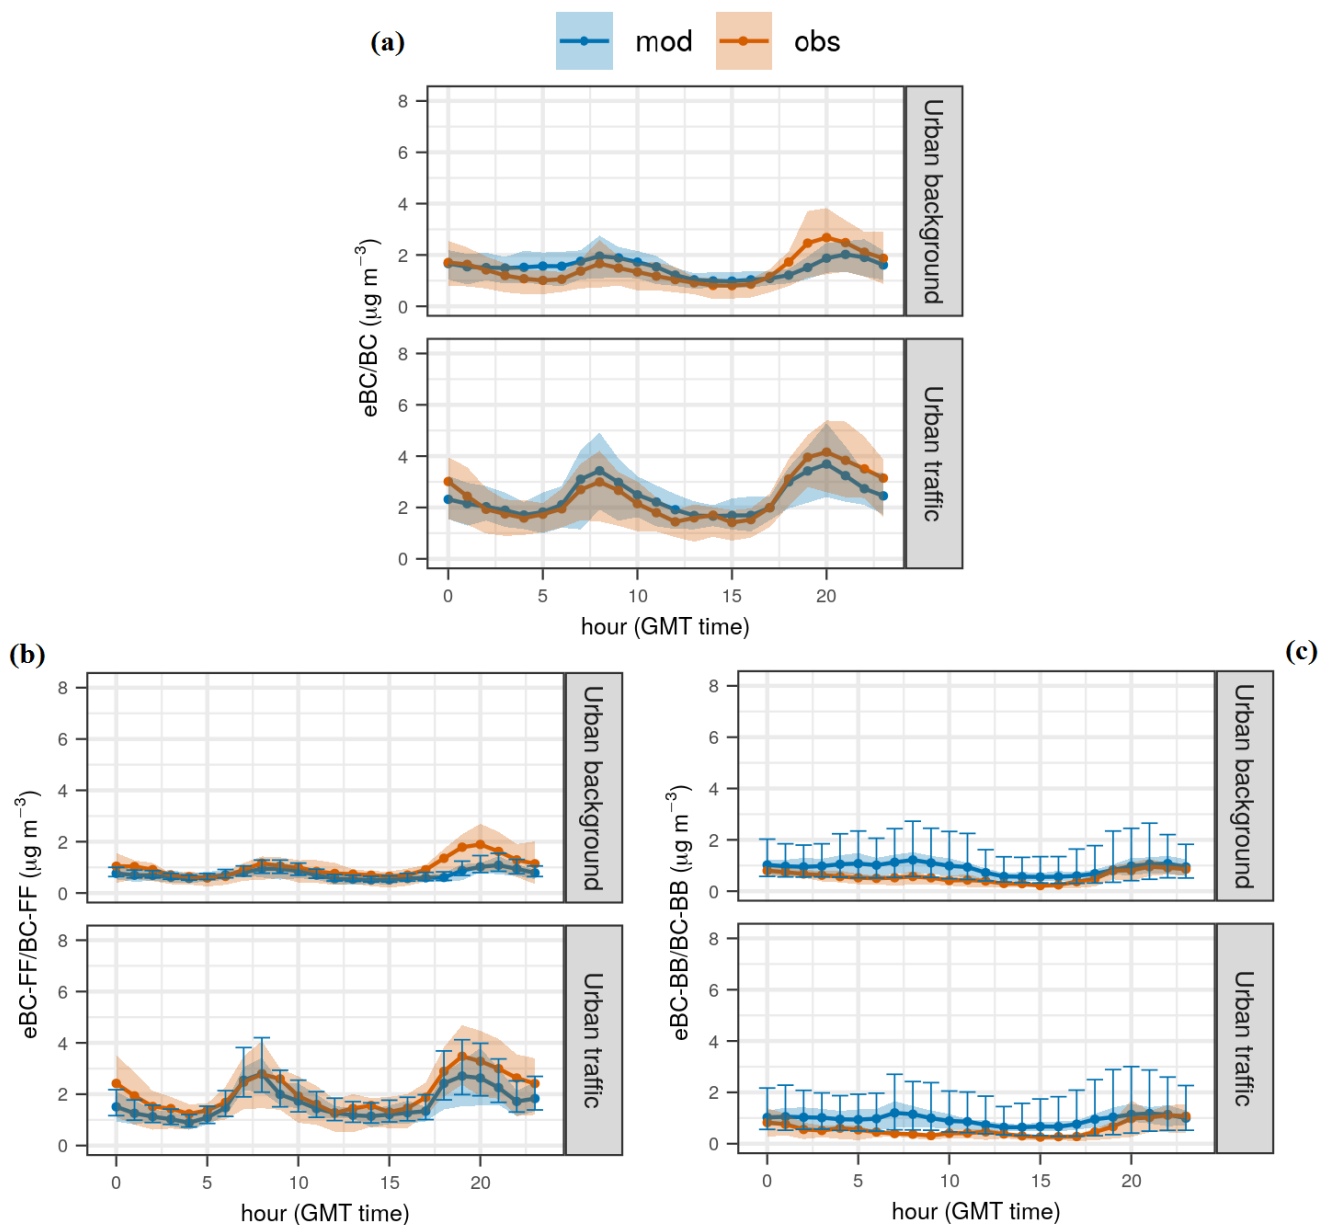 (a)
mod
obs
8
6
4
2
0
Urban background
eBC/BC (μg m−3)
8
6
4
2
0
Urban traffic
0 5 10 15 20
hour (GMT time)
(b)
8
6
4
2
0
Urban background
eBC-FF/BC-FF (μg m−3)
8
6
4
2
0
Urban traffic
0 5 10 15 20
hour (GMT time)
(c)
8
6
4
2
0
Urban background
eBC-BB/BC-BB (μg m−3)
8
6
4
2
0
Urban traffic
0 5 10 15 20
hour (GMT time)